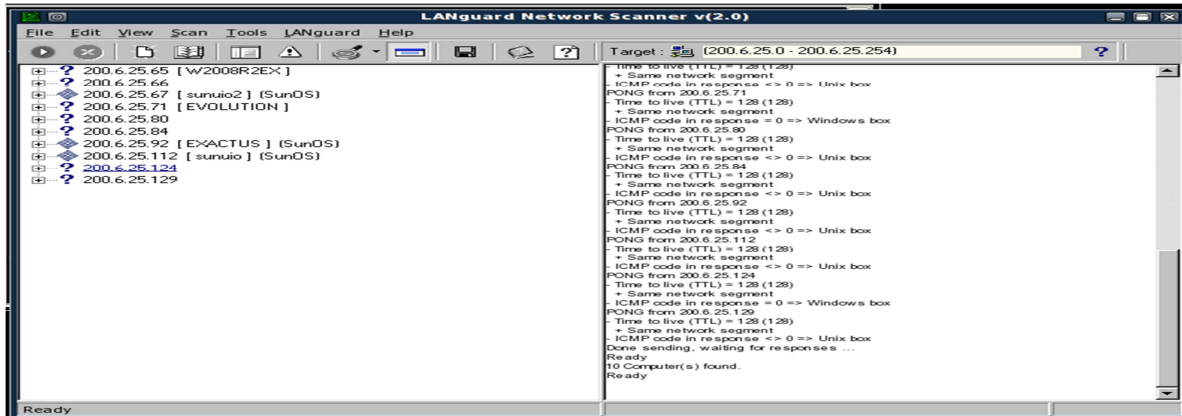 LANguard Network Scanner v(2.0)
File Edit View Scan Tools LANguard Help
Target : (200.6.25.0 - 200.6.25.254)
200.6.25.65 [ W2008R2EX ]
200.6.25.66
200.6.25.67 [ sunuio2 ] (SunOS)
200.6.25.71 [ EVOLUTION ]
200.6.25.80
200.6.25.84
200.6.25.92 [ EXACTUS ] (SunOS)
200.6.25.112 [ sunuio ] (SunOS)
200.6.25.124
200.6.25.129
- Time to live (TTL) = 128 (128)
+ Same network segment
- ICMP code in response <> 0 => Unix box
PONG from 200.6.25.71
- Time to live (TTL) = 128 (128)
+ Same network segment
- ICMP code in response = 0 => Windows box
PONG from 200.6.25.80
- Time to live (TTL) = 128 (128)
+ Same network segment
- ICMP code in response <> 0 => Unix box
PONG from 200.6.25.84
- Time to live (TTL) = 128 (128)
+ Same network segment
- ICMP code in response <> 0 => Unix box
PONG from 200.6.25.92
- Time to live (TTL) = 128 (128)
+ Same network segment
- ICMP code in response <> 0 => Unix box
PONG from 200.6.25.112
- Time to live (TTL) = 128 (128)
+ Same network segment
- ICMP code in response <> 0 => Unix box
PONG from 200.6.25.124
- Time to live (TTL) = 128 (128)
+ Same network segment
- ICMP code in response = 0 => Windows box
PONG from 200.6.25.129
- Time to live (TTL) = 128 (128)
+ Same network segment
- ICMP code in response <> 0 => Unix box
Done sending, waiting for responses ...
Ready
10 Computer(s) found.
Ready
Ready